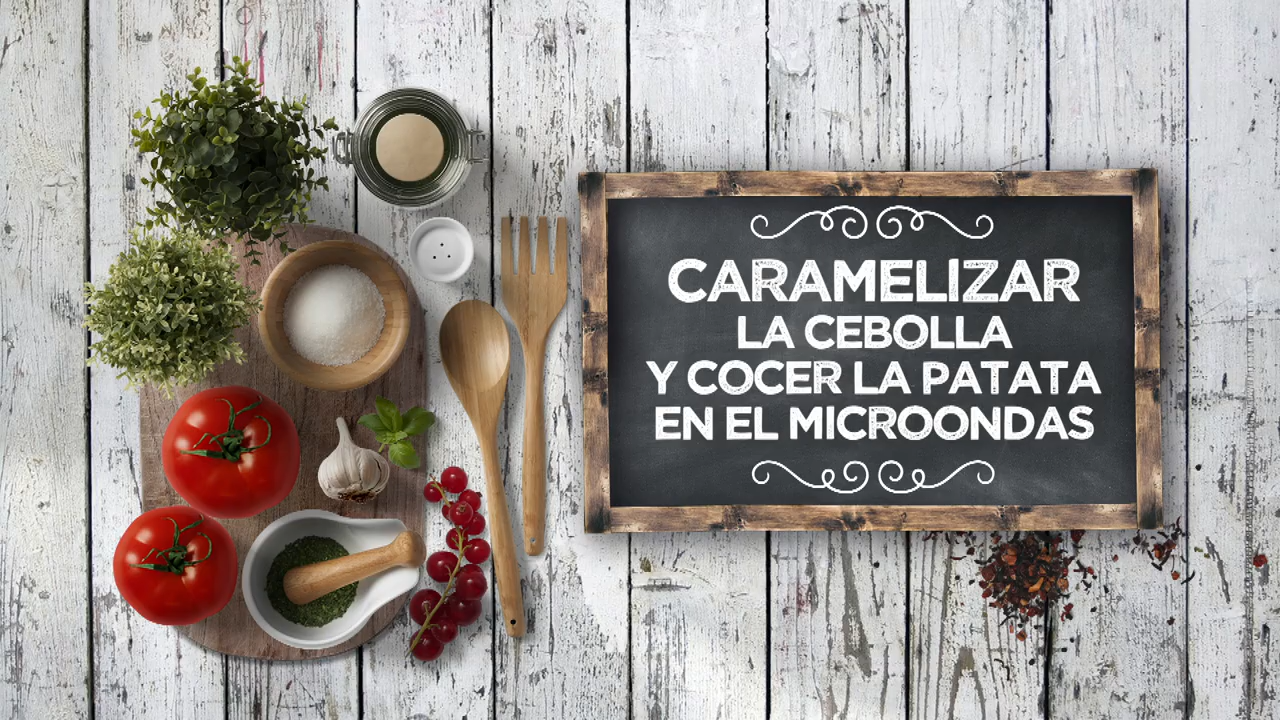 CARAMELIZAR
LA CEBOLLA
Y COCER LA PATATA
EN EL MICROONDAS